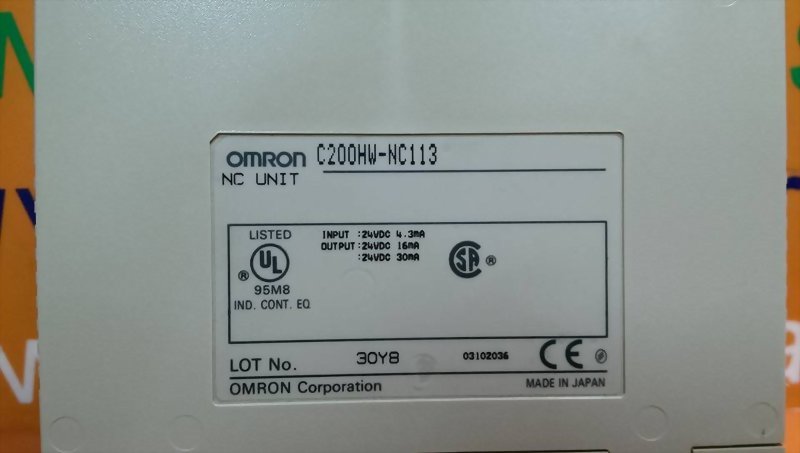 OMRON C200HW-NC113
NC UNIT
LISTED
UL
®
95M8
IND. CONT. EQ
INPUT :24VDC 4.3mA
OUTPUT :24VDC 16mA
:24VDC 30mA
SA ®
LOT No. 30Y8 03102036 CE
OMRON Corporation MADE IN JAPAN